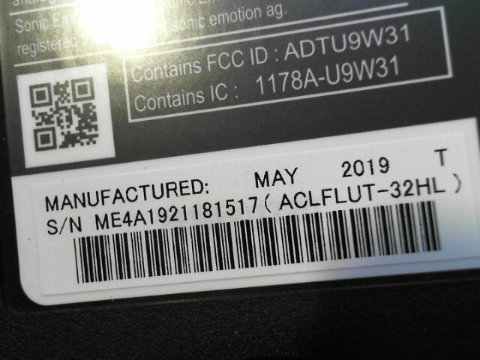 Sonic Em
sonic emotion ag.
registered
Contains FCC ID : ADTU9W31
Contains IC : 1178A-U9W31
MANUFACTURED: MAY 2019 T
S/N ME4A1921181517( ACLFLUT-32HL )